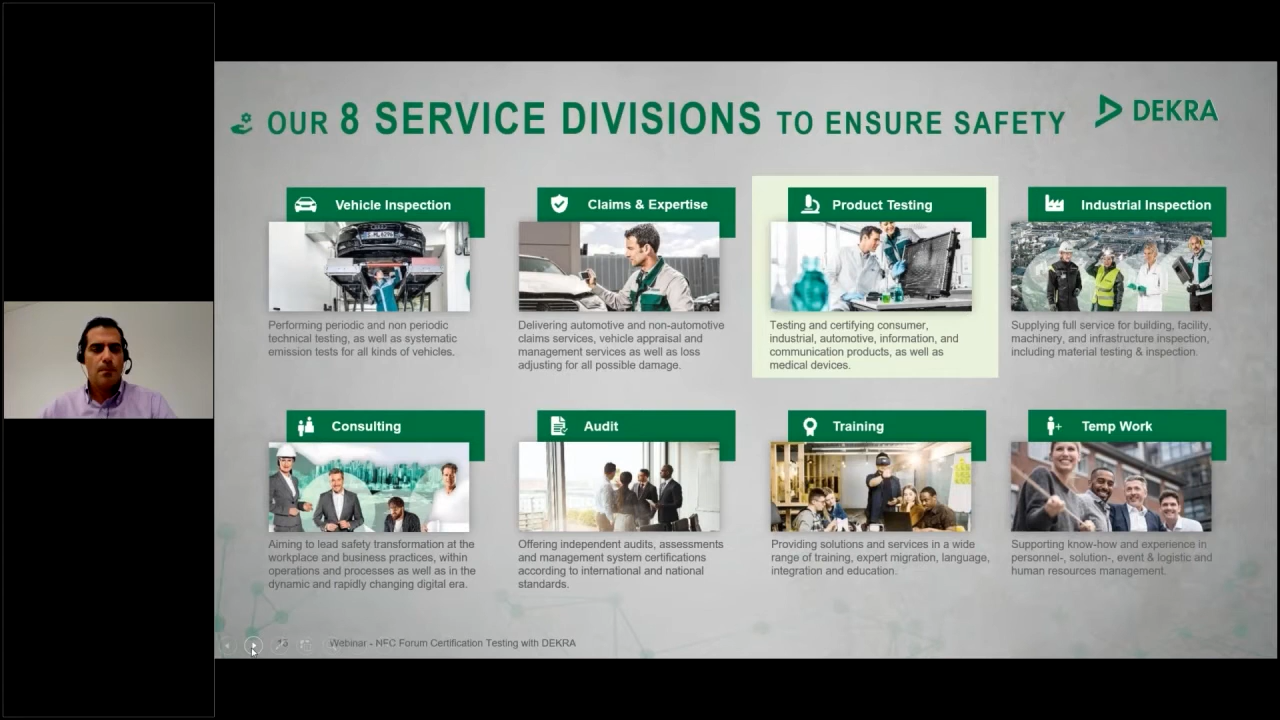 OUR 8 SERVICE DIVISIONS TO ENSURE SAFETY
DEKRA
Vehicle Inspection
Performing periodic and non periodic
technical testing, as well as systematic
emission tests for all kinds of vehicles.
Claims & Expertise
Delivering automotive and non-automotive
claims services, vehicle appraisal and
management services as well as loss
adjusting for all possible damage.
Product Testing
Testing and certifying consumer,
industrial, automotive, information, and
communication products, as well as
medical devices.
Industrial Inspection
Supplying full service for building, facility,
machinery, and infrastructure inspection,
including material testing & inspection.
Consulting
Aiming to lead safety transformation at the
workplace and business practices, within
operations and processes as well as in the
dynamic and rapidly changing digital era.
Audit
Offering independent audits, assessments
and management system certifications
according to international and national
standards.
Training
Providing solutions and services in a wide
range of training, expert migration, language,
integration and education.
Temp Work
Supporting know-how and experience in
personnel-, solution-, event & logistic and
human resources management.
Webinar - NFC Forum Certification Testing with DEKRA